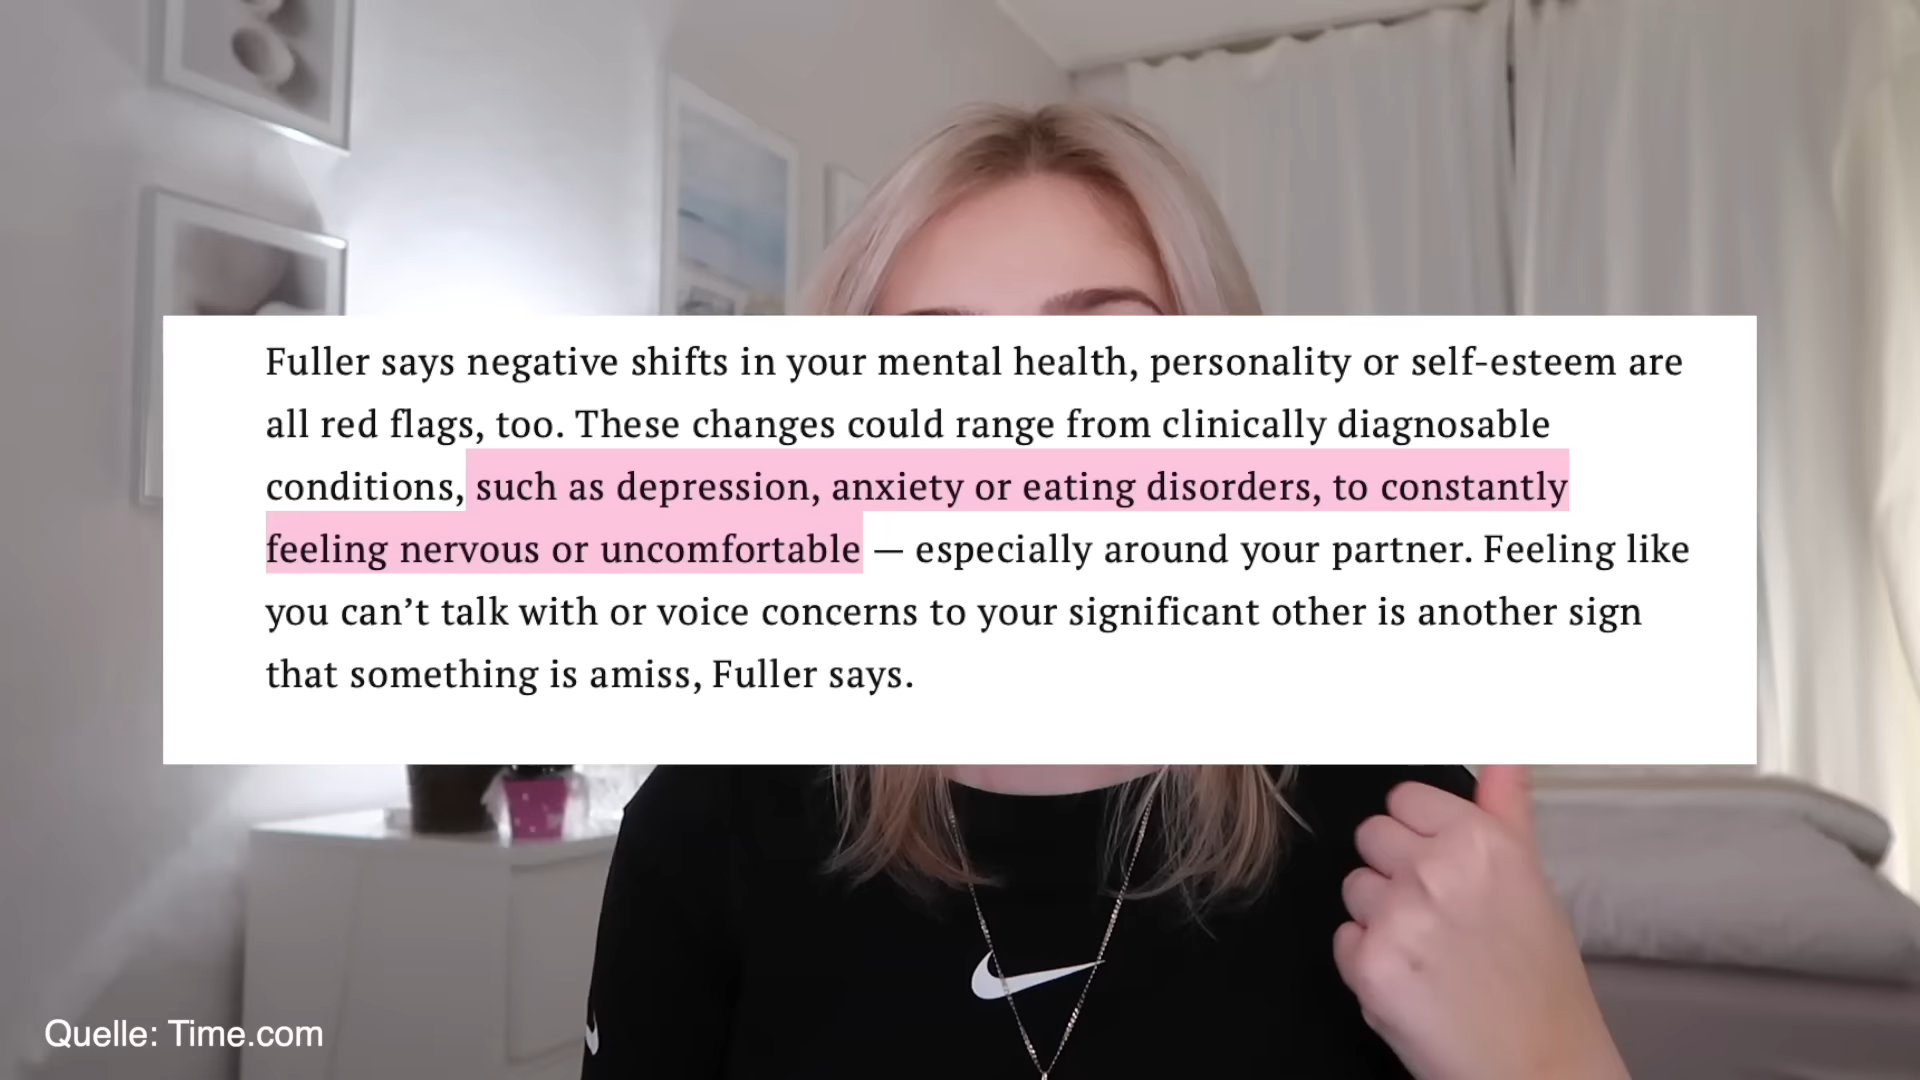 Fuller says negative shifts in your mental health, personality or self-esteem are
all red flags, too. These changes could range from clinically diagnosable
conditions, such as depression, anxiety or eating disorders, to constantly
feeling nervous or uncomfortable — especially around your partner. Feeling like
you can’t talk with or voice concerns to your significant other is another sign
that something is amiss, Fuller says.
Quelle: Time.com